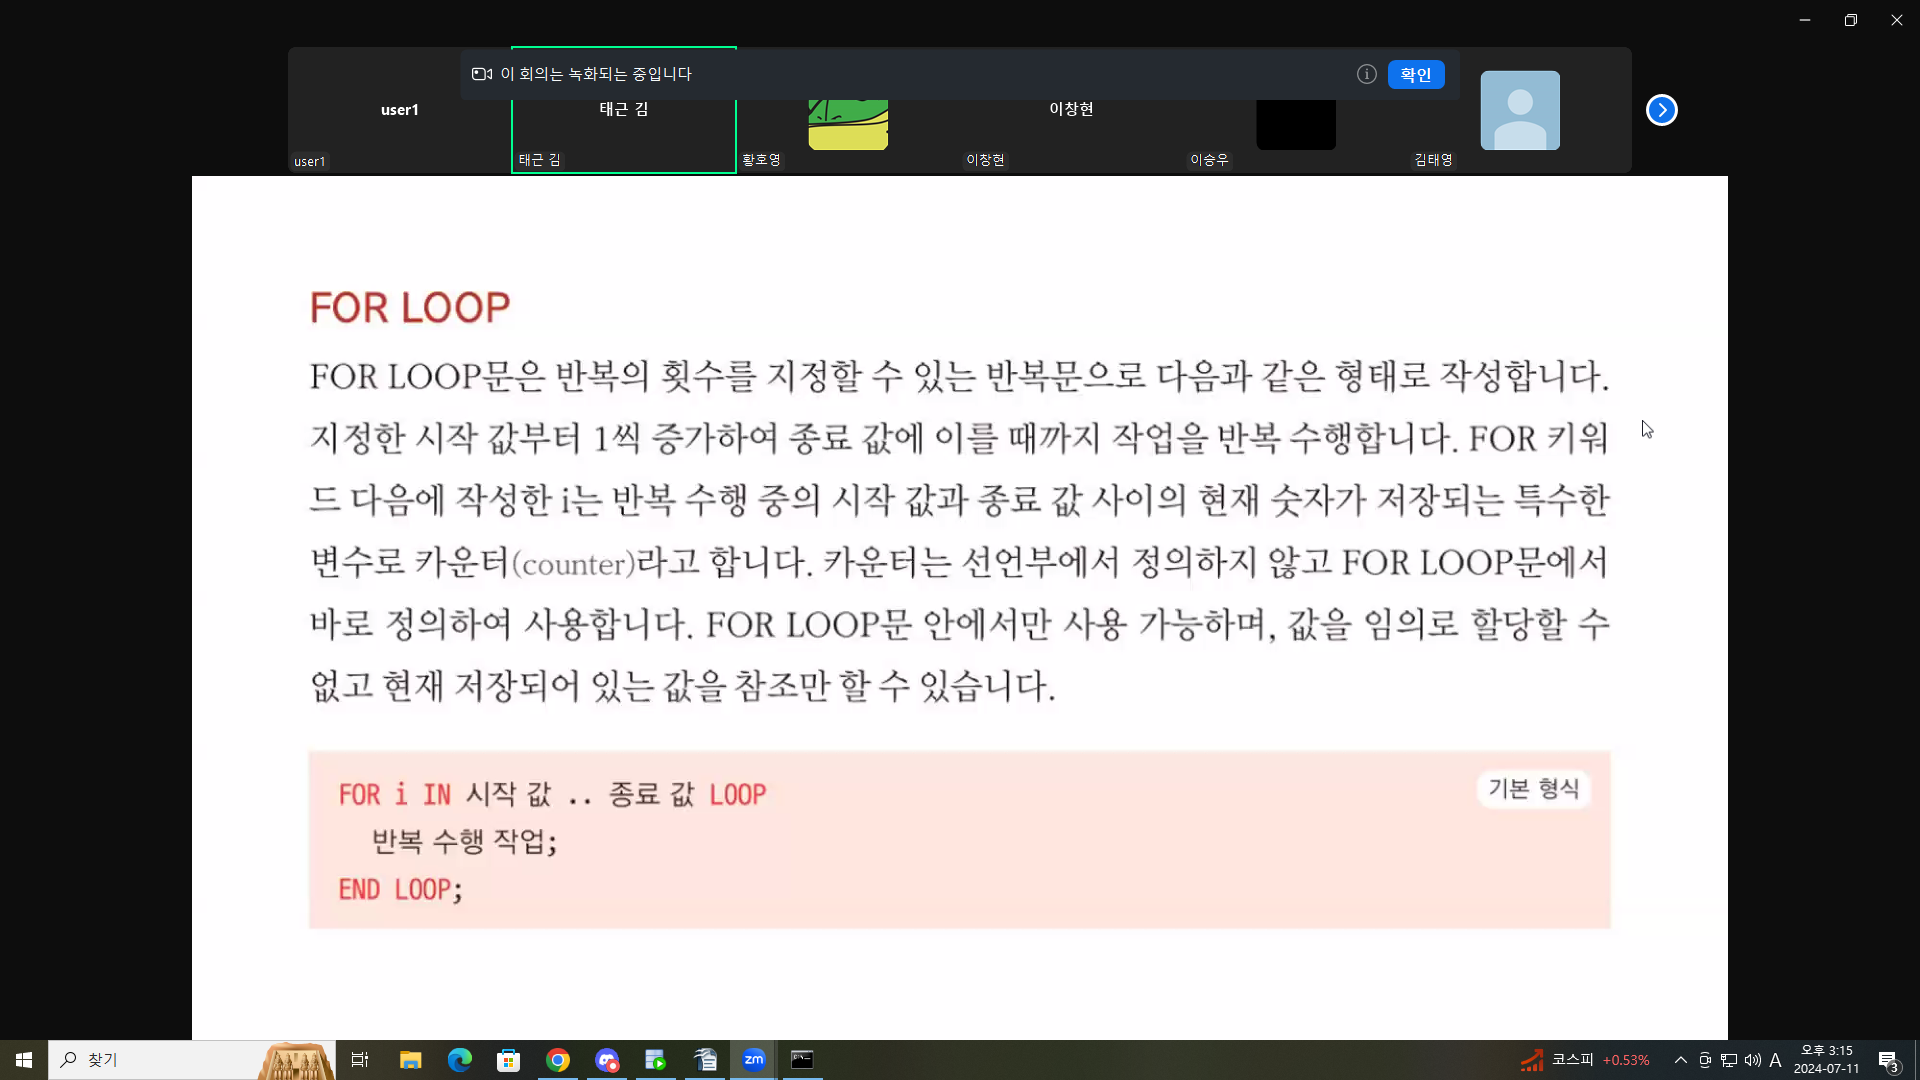 이 회의는 녹화되는 중입니다
확인
user1
태근 김
이창현
user1
태근 김
황호영
이창현
이승우
김태영
FOR LOOP
FOR LOOP문은 반복의 횟수를 지정할 수 있는 반복문으로 다음과 같은 형태로 작성합니다.
지정한 시작 값부터 1씩 증가하여 종료 값에 이를 때까지 작업을 반복 수행합니다. FOR 키워
드 다음에 작성한 i는 반복 수행 중의 시작 값과 종료 값 사이의 현재 숫자가 저장되는 특수한
변수로 카운터(counter)라고 합니다. 카운터는 선언부에서 정의하지 않고 FOR LOOP문에서
바로 정의하여 사용합니다. FOR LOOP문 안에서만 사용 가능하며, 값을 임의로 할당할 수
없고 현재 저장되어 있는 값을 참조만 할 수 있습니다.
기본 형식
FOR i IN 시작 값 .. 종료 값 LOOP
반복 수행 작업;
END LOOP;
찾기
zm
코스피 +0.53%
A
오후 3:15
2024-07-11
3